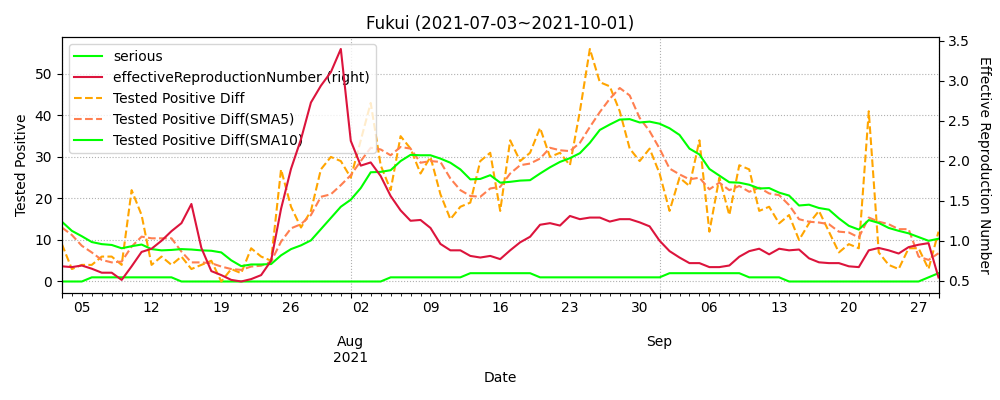 Fukui (2021-07-03~2021-10-01)
serious
effectiveReproductionNumber (right)
Tested Positive Diff
Tested Positive Diff(SMA5)
Tested Positive Diff(SMA10)
Tested Positive
50
40
30
20
10
0
3.5
3.0
2.5
2.0
1.5
1.0
0.5
Effective Reproduction Number
05 12 19 26 02 09 16 23 30 06 13 20 27
Aug Sep
2021
Date